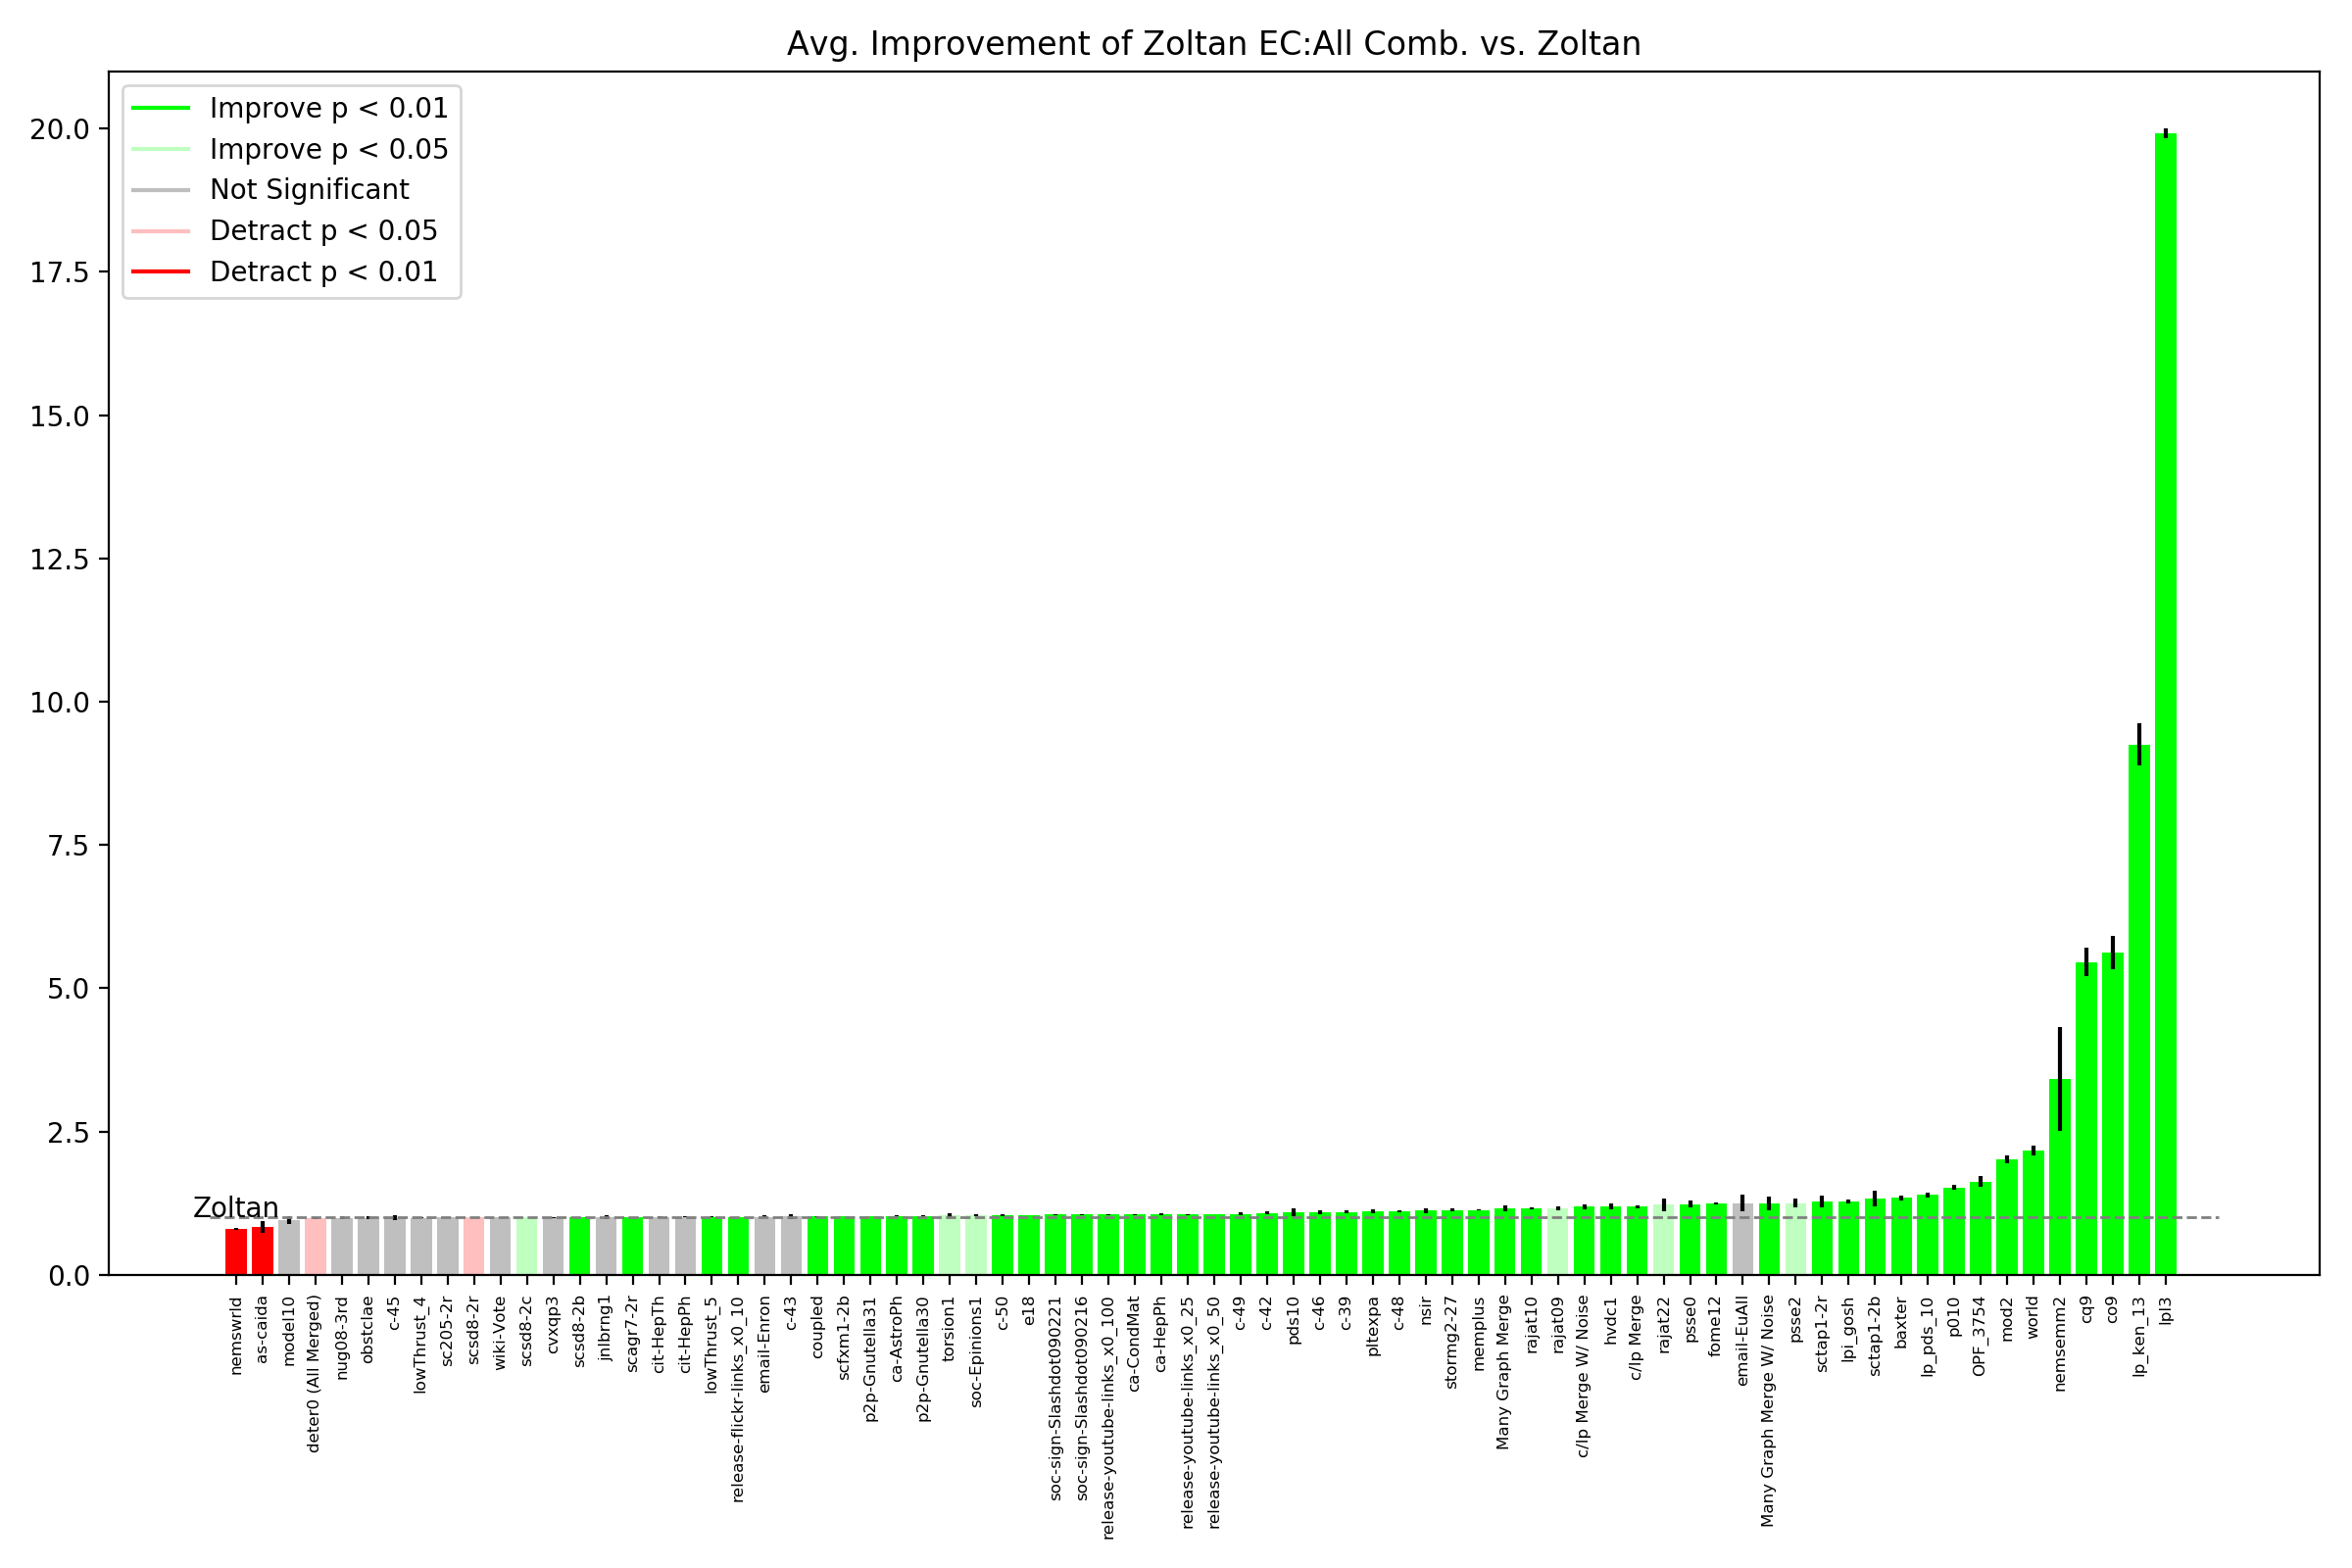 Avg. Improvement of Zoltan EC:All Comb. vs. Zoltan
Improve p < 0.01
Improve p < 0.05
Not Significant
Detract p < 0.05
Detract p < 0.01
20.0
17.5
15.0
12.5
10.0
7.5
5.0
2.5
0.0
Zoltan
nemswrld
as-caida
model10
deter0 (All Merged)
nug08-3rd
obstclae
c-45
lowThrust_4
sc205-2r
scsd8-2r
wiki-Vote
scsd8-2c
cvxqp3
scsd8-2b
jnlbrng1
scagr7-2r
cit-HepTh
cit-HepPh
lowThrust_5
release-flickr-links_x0_10
email-Enron
c-43
coupled
scfxm1-2b
p2p-Gnutella31
ca-AstroPh
p2p-Gnutella30
torsion1
soc-Epinions1
c-50
e18
soc-sign-Slashdot090221
soc-sign-Slashdot090216
release-youtube-links_x0_100
ca-CondMat
ca-HepPh
release-youtube-links_x0_25
release-youtube-links_x0_50
c-49
c-42
pds10
c-46
c-39
pltexpa
c-48
nsir
stormg2-27
memplus
Many Graph Merge
rajat10
rajat09
c/lp Merge W/ Noise
hvdc1
c/lp Merge
rajat22
psse0
fome12
email-EuAll
Many Graph Merge W/ Noise
psse2
sctap1-2r
lpi_gosh
sctap1-2b
baxter
lp_pds_10
p010
OPF_3754
mod2
world
nemsemm2
cq9
co9
lp_ken_13
lpl3